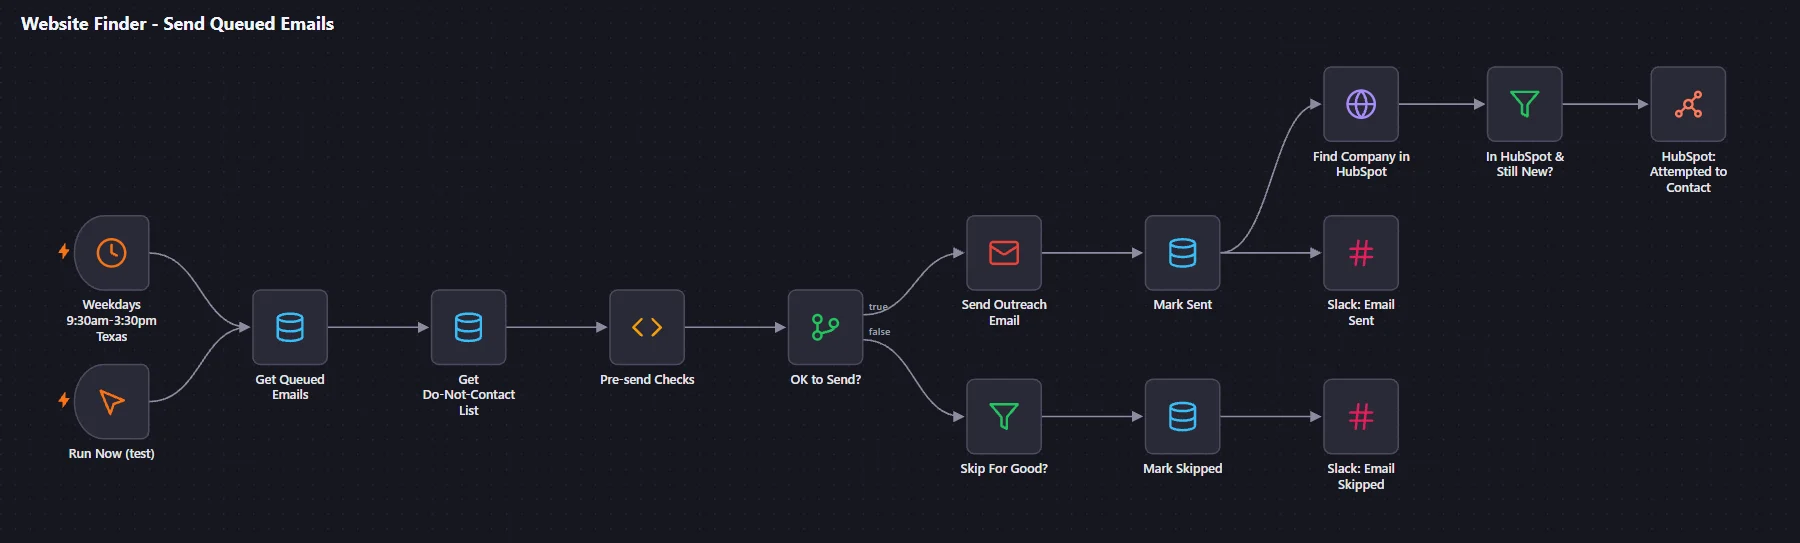 Website Finder - Send Queued Emails
Find Company in
HubSpot
In HubSpot &
Still New?
HubSpot:
Attempted to
Contact
Weekdays
9:30am-3:30pm
Texas
Run Now (test)
Get Queued
Emails
Get
Do-Not-Contact
List
Pre-send Checks
OK to Send?
true
false
Send Outreach
Email
Mark Sent
Slack: Email
Sent
Skip For Good?
Mark Skipped
Slack: Email
Skipped